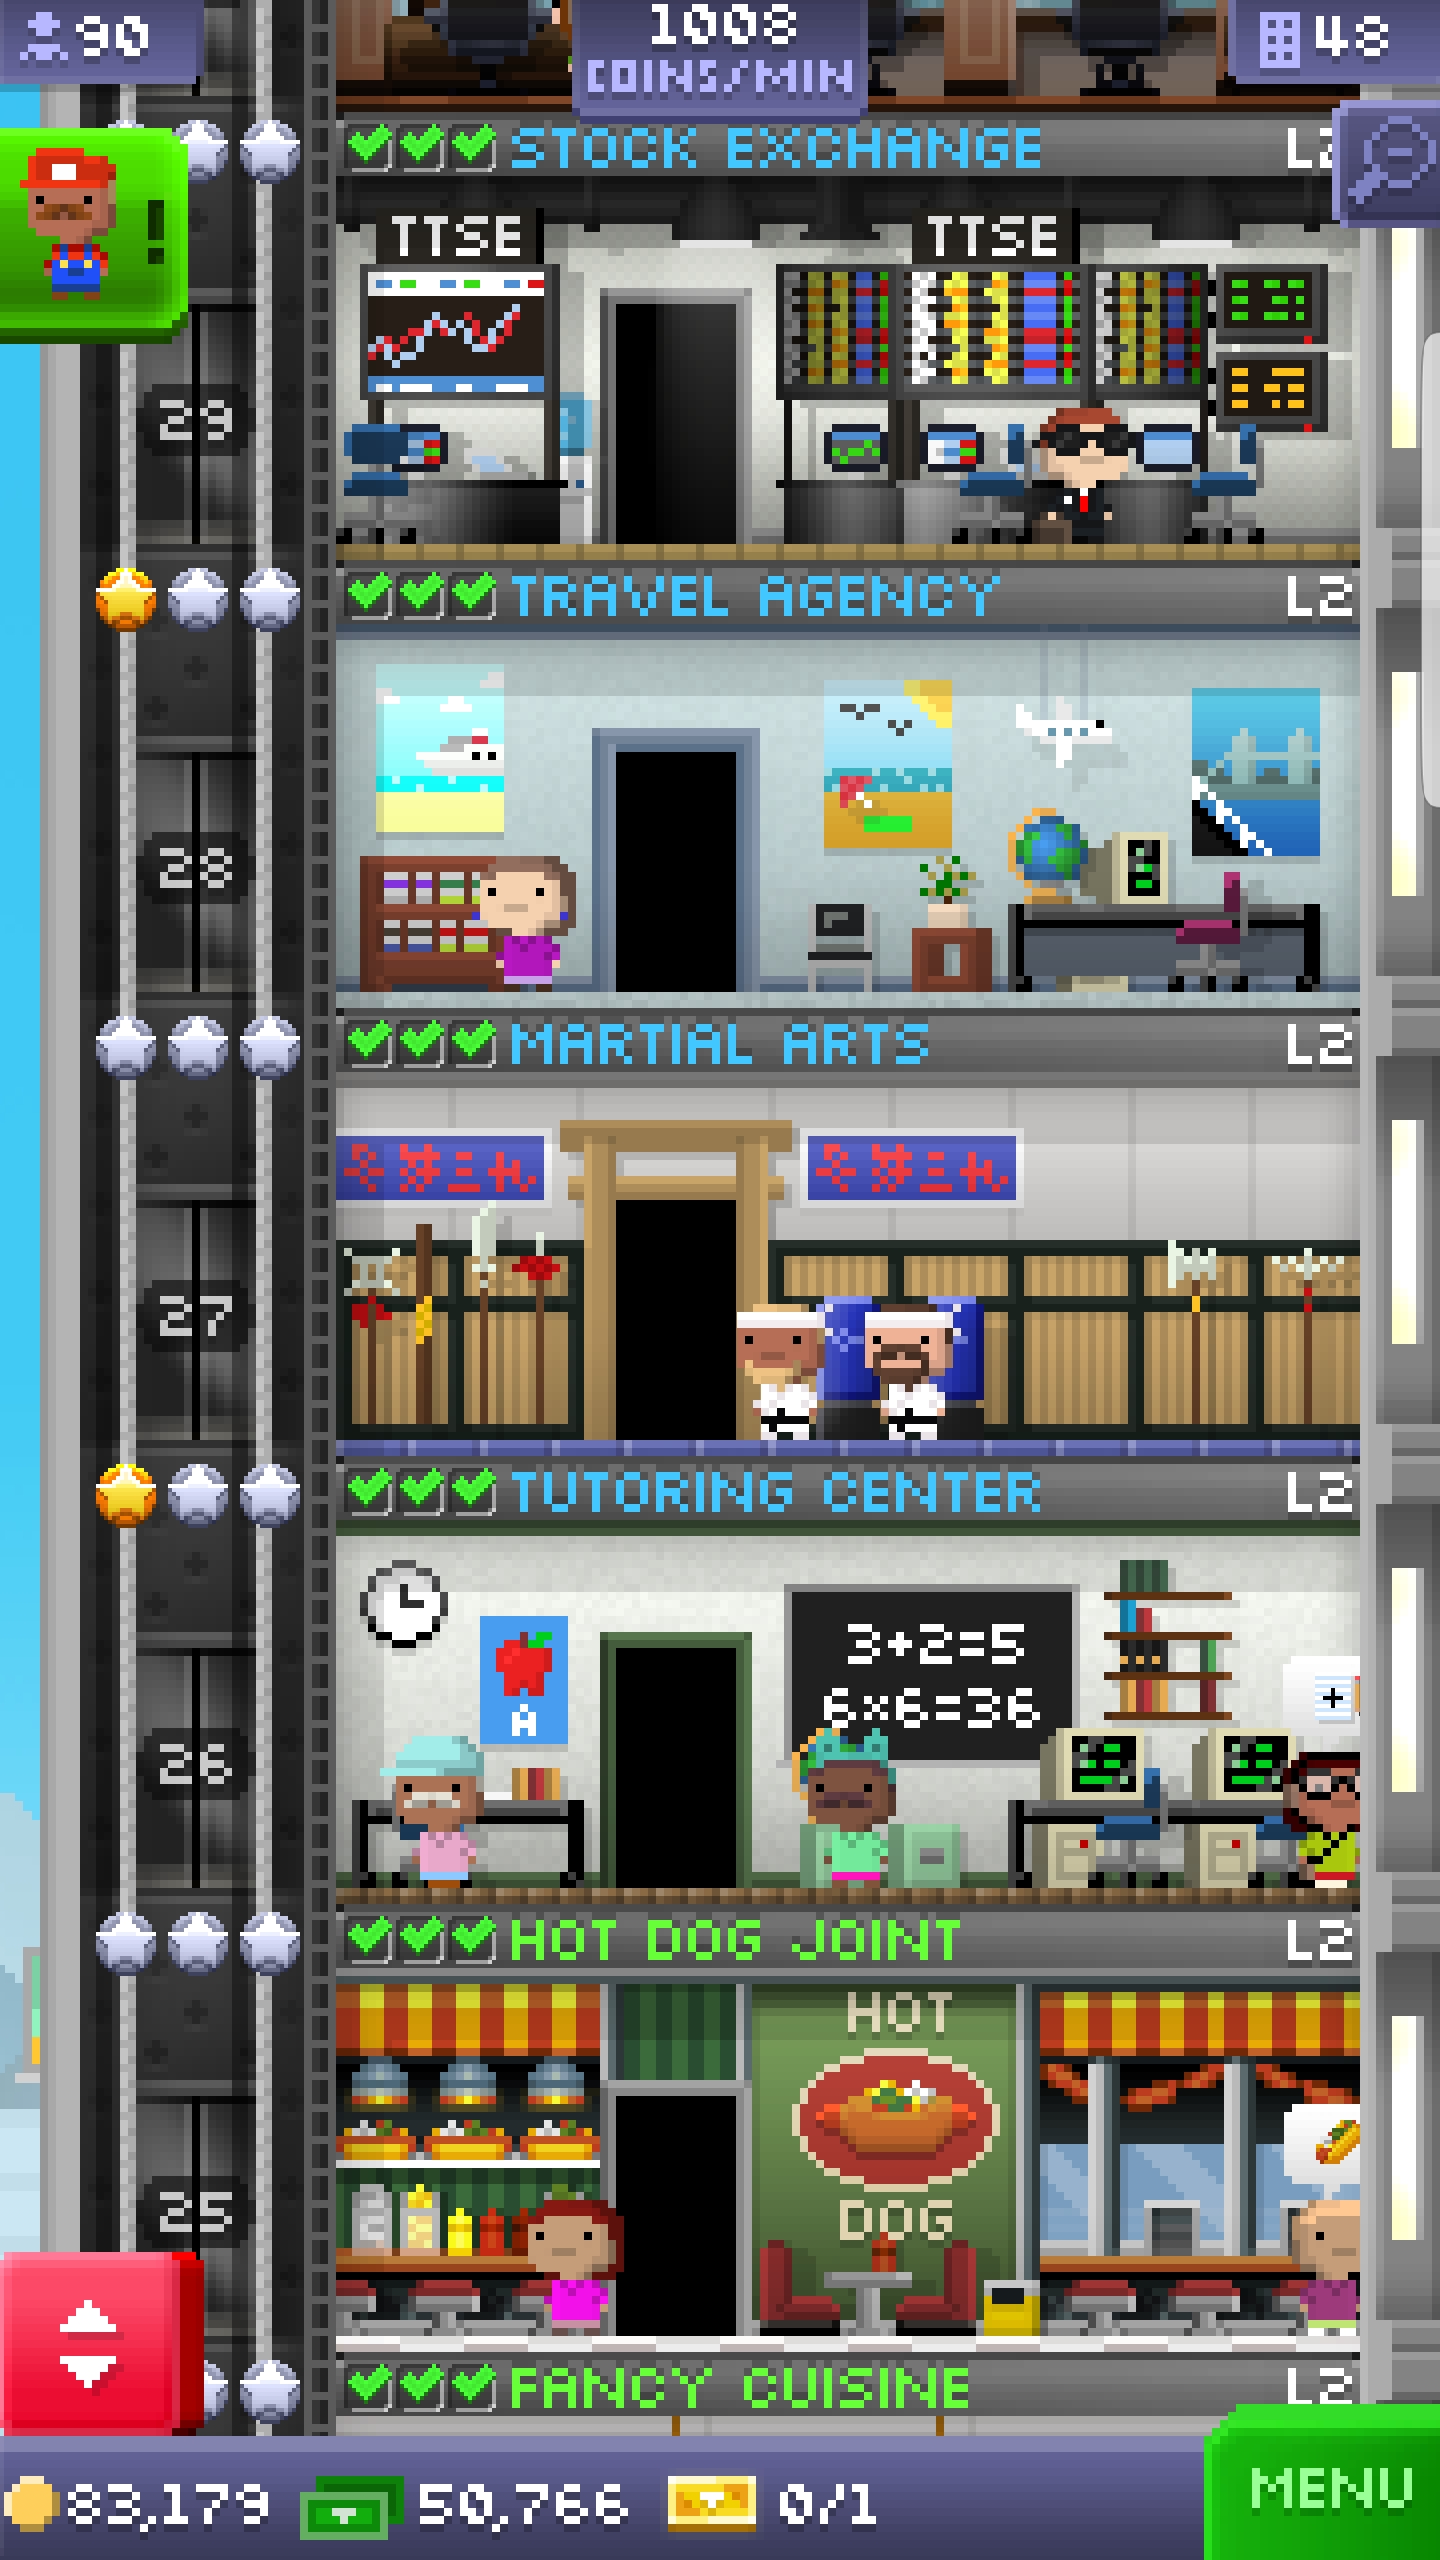 90
1008
COINS/MIN
48
STOCK EXCHANGE
TTSE
TTSE
29
TRAVEL AGENCY L2
28
MARTIAL ARTS L2
27
TUTORING CENTER L2
3+2=5
6×6=36
A
26
HOT DOG JOINT L2
HOT
DOG
25
FANCY CUISINE L2
83,179 50,766 0/1
MENU